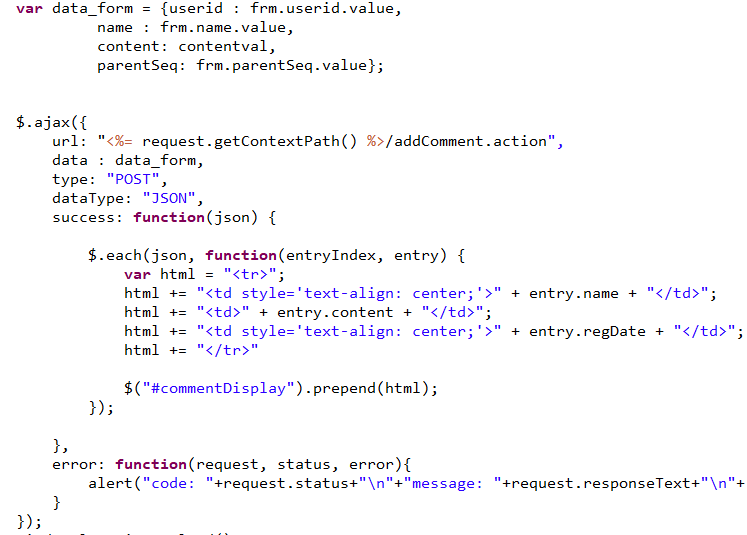 var data_form = {userid : frm.userid.value,
name : frm.name.value,
content: contentval,
parentSeq: frm.parentSeq.value};
$.ajax({
url: "<%= request.getContextPath() %>/addComment.action",
data : data_form,
type: "POST",
dataType: "JSON",
success: function(json) {
$.each(json, function(entryIndex, entry) {
var html = "<tr>";
html += "<td style='text-align: center;'>" + entry.name + "</td>";
html += "<td>" + entry.content + "</td>";
html += "<td style='text-align: center;'>" + entry.regDate + "</td>";
html += "</tr>"
$("#commentDisplay").prepend(html);
});
},
error: function(request, status, error){
alert("code: "+request.status+"\n"+"message: "+request.responseText+"\n"+
}
});